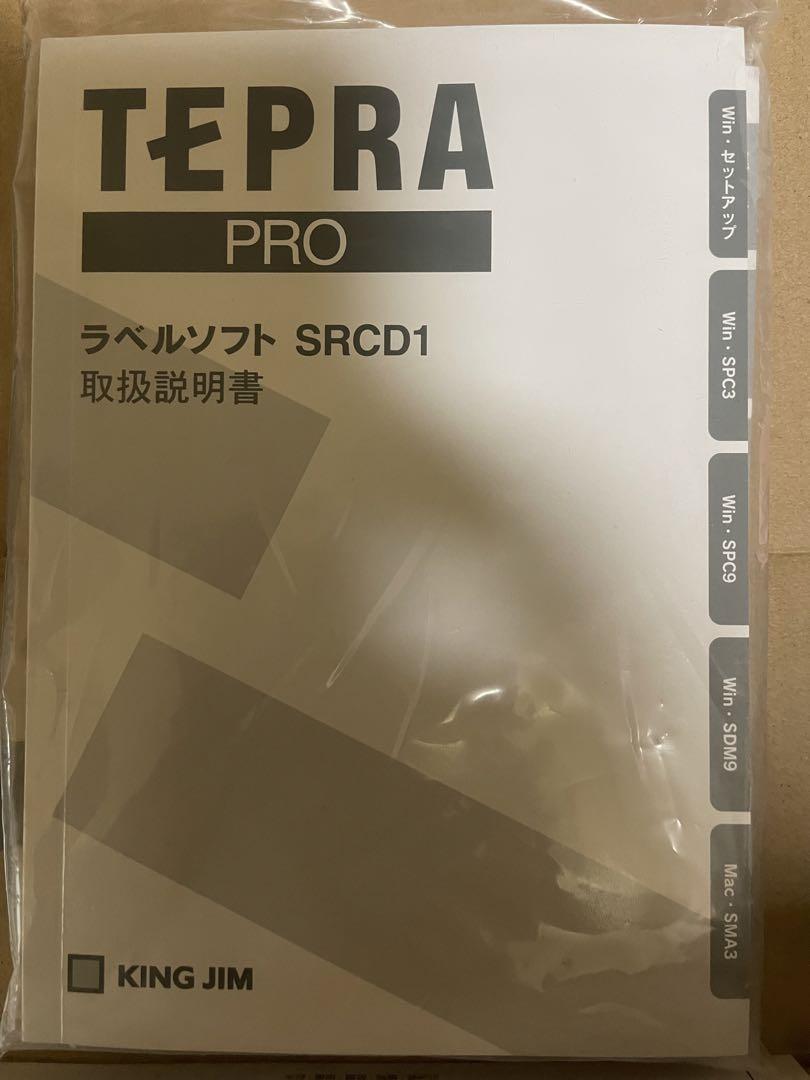 TEPRA
PRO
ラベルソフト SRCD1
取扱説明書
KING JIM
Win・セットアップ
Win・SPC3
Win・SPC9
Win・SDM9
Mac・SMA3